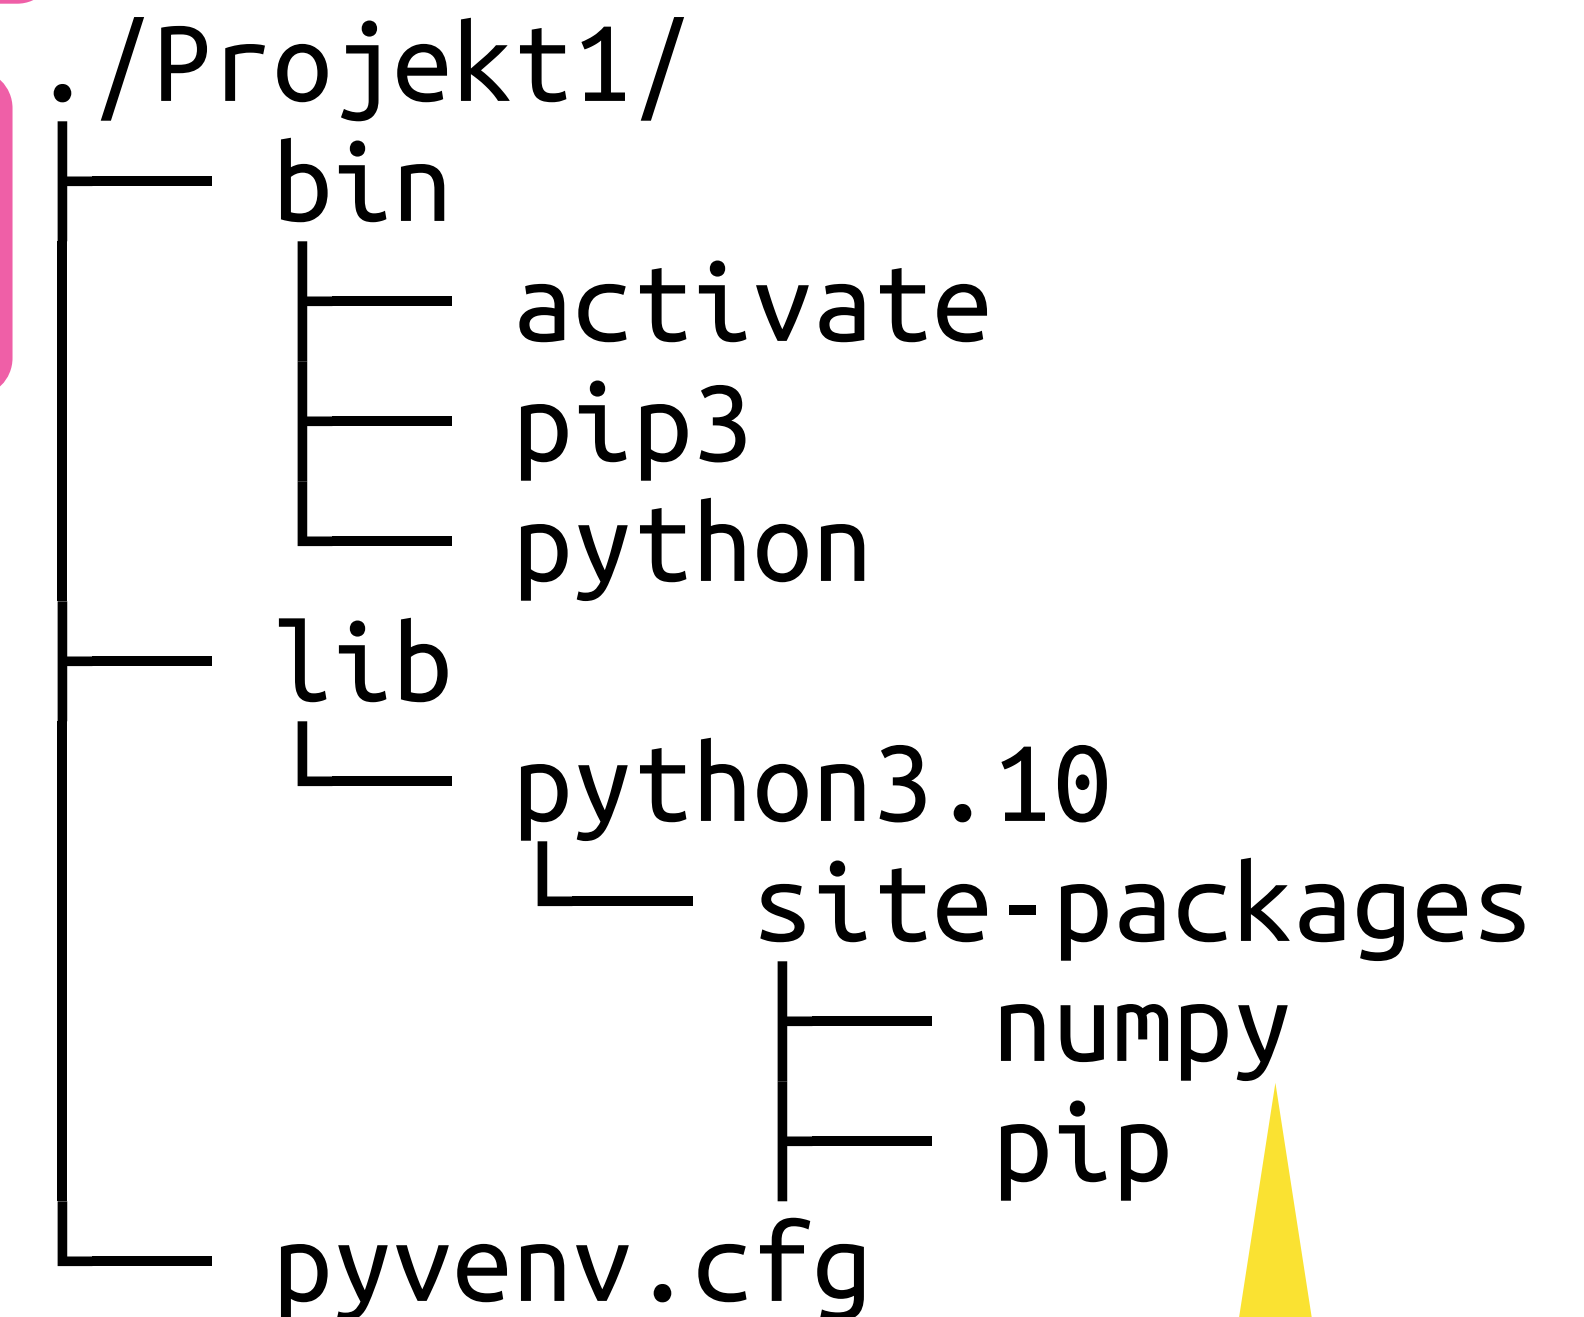 ./Projekt1/
├── bin
│   ├── activate
│   ├── pip3
│   └── python
├── lib
│   └── python3.10
│       └── site-packages
│           ├── numpy
│           ├── pip
└── pyvenv.cfg